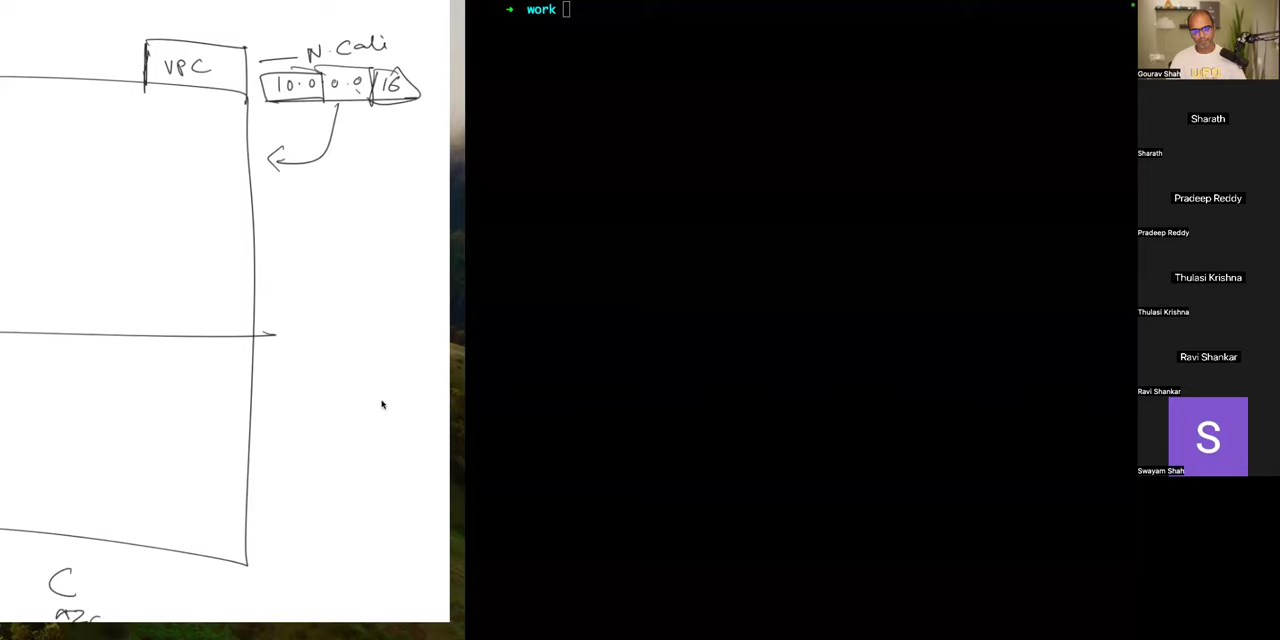 VPC
N. Cali
10.0 0.0 16
C
→ work
Gourav Shah
Sharath
Sharath
Pradeep Reddy
Pradeep Reddy
Thulasi Krishna
Thulasi Krishna
Ravi Shankar
Ravi Shankar
S
Swayam Shah